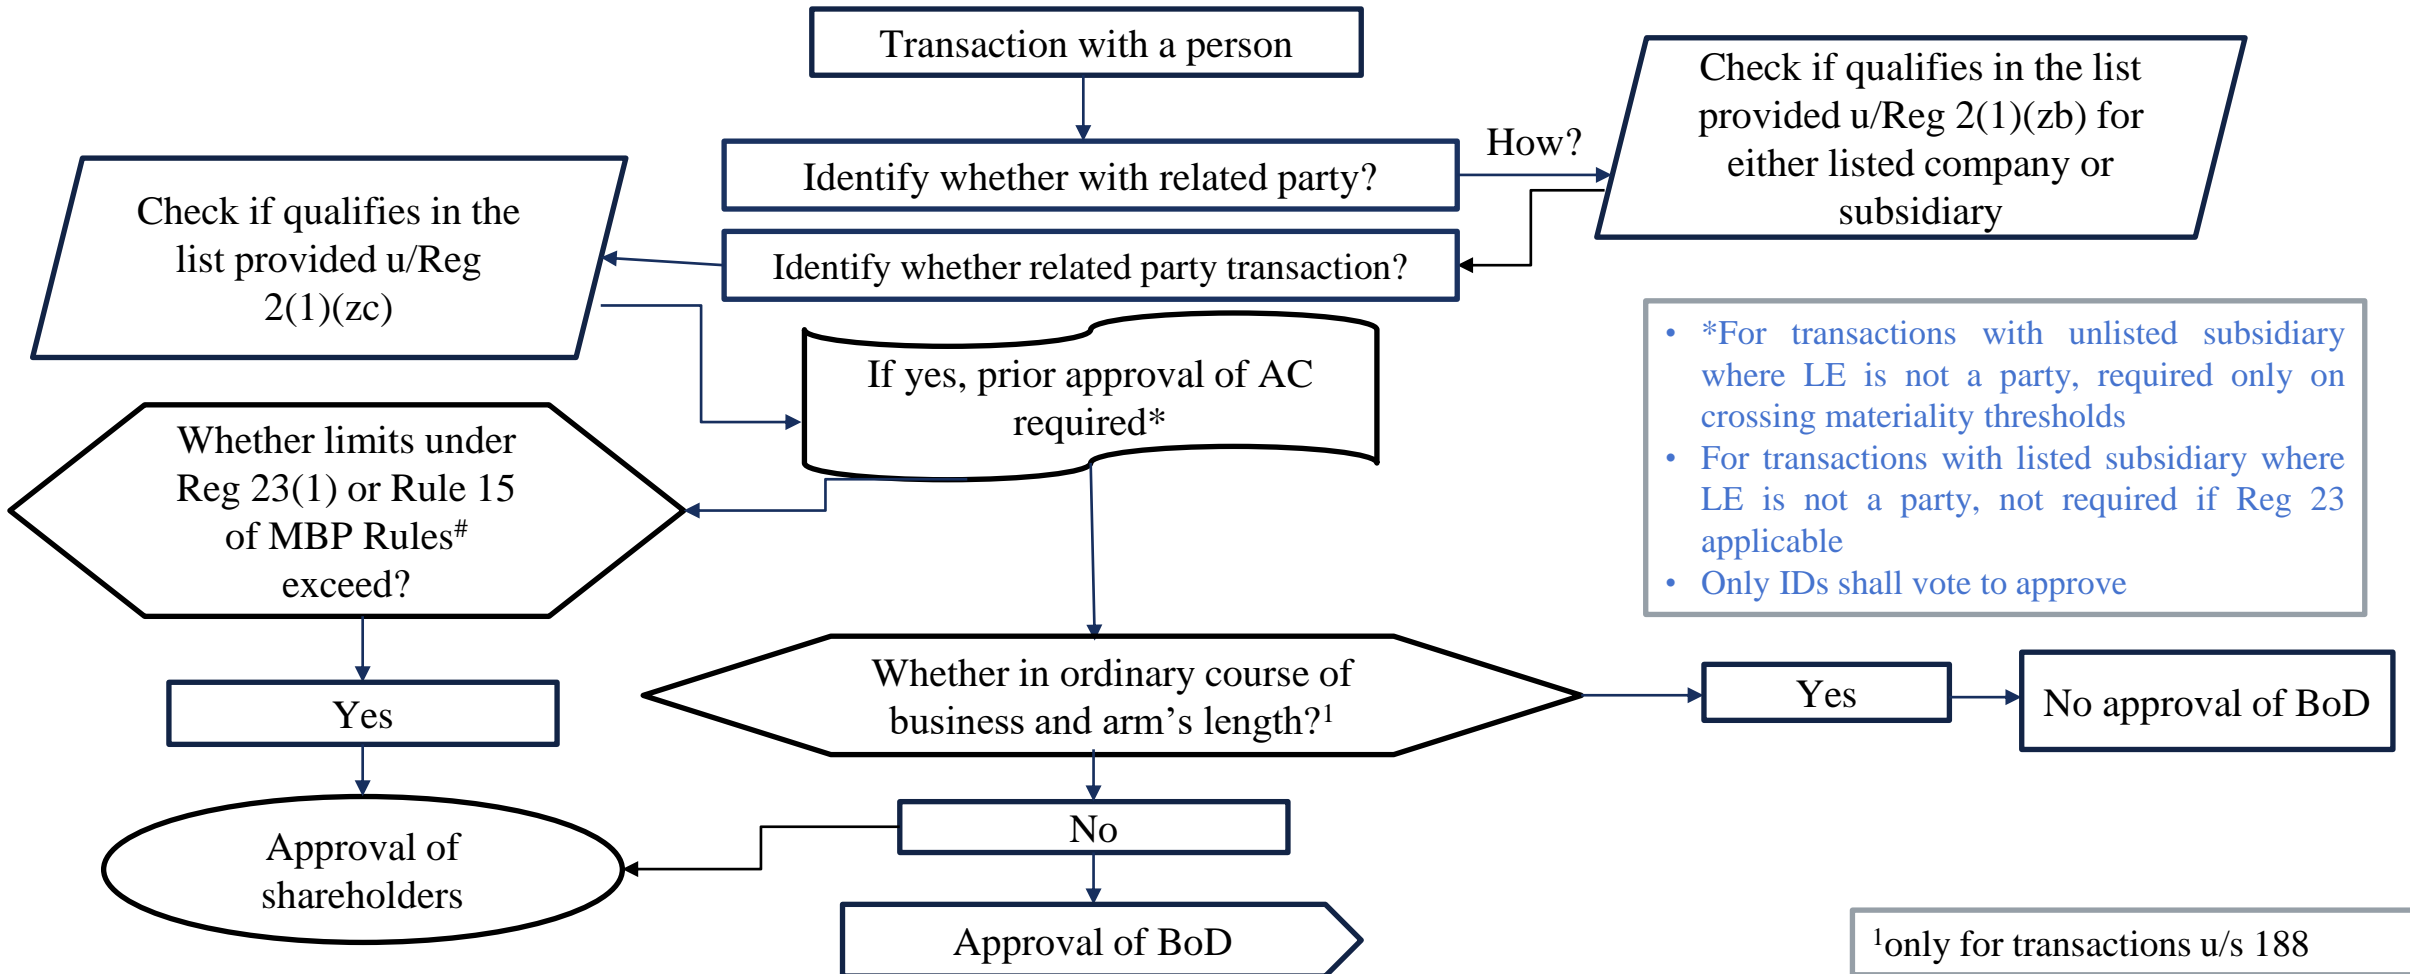 Transaction with a person
Check if qualifies in the list
provided u/Reg 2(1)(zb) for
either listed company or
subsidiary
How?
Identify whether with related party?
Check if qualifies in the
list provided u/Reg
2(1)(zc)
Identify whether related party transaction?
If yes, prior approval of AC
required*
• *For transactions with unlisted subsidiary
where LE is not a party, required only on
crossing materiality thresholds
• For transactions with listed subsidiary where
LE is not a party, not required if Reg 23
applicable
• Only IDs shall vote to approve
Whether limits under
Reg 23(1) or Rule 15
of MBP Rules#
exceed?
Whether in ordinary course of
business and arm’s length?1
Yes
No approval of BoD
Yes
No
Approval of
shareholders
Approval of BoD
1only for transactions u/s 188